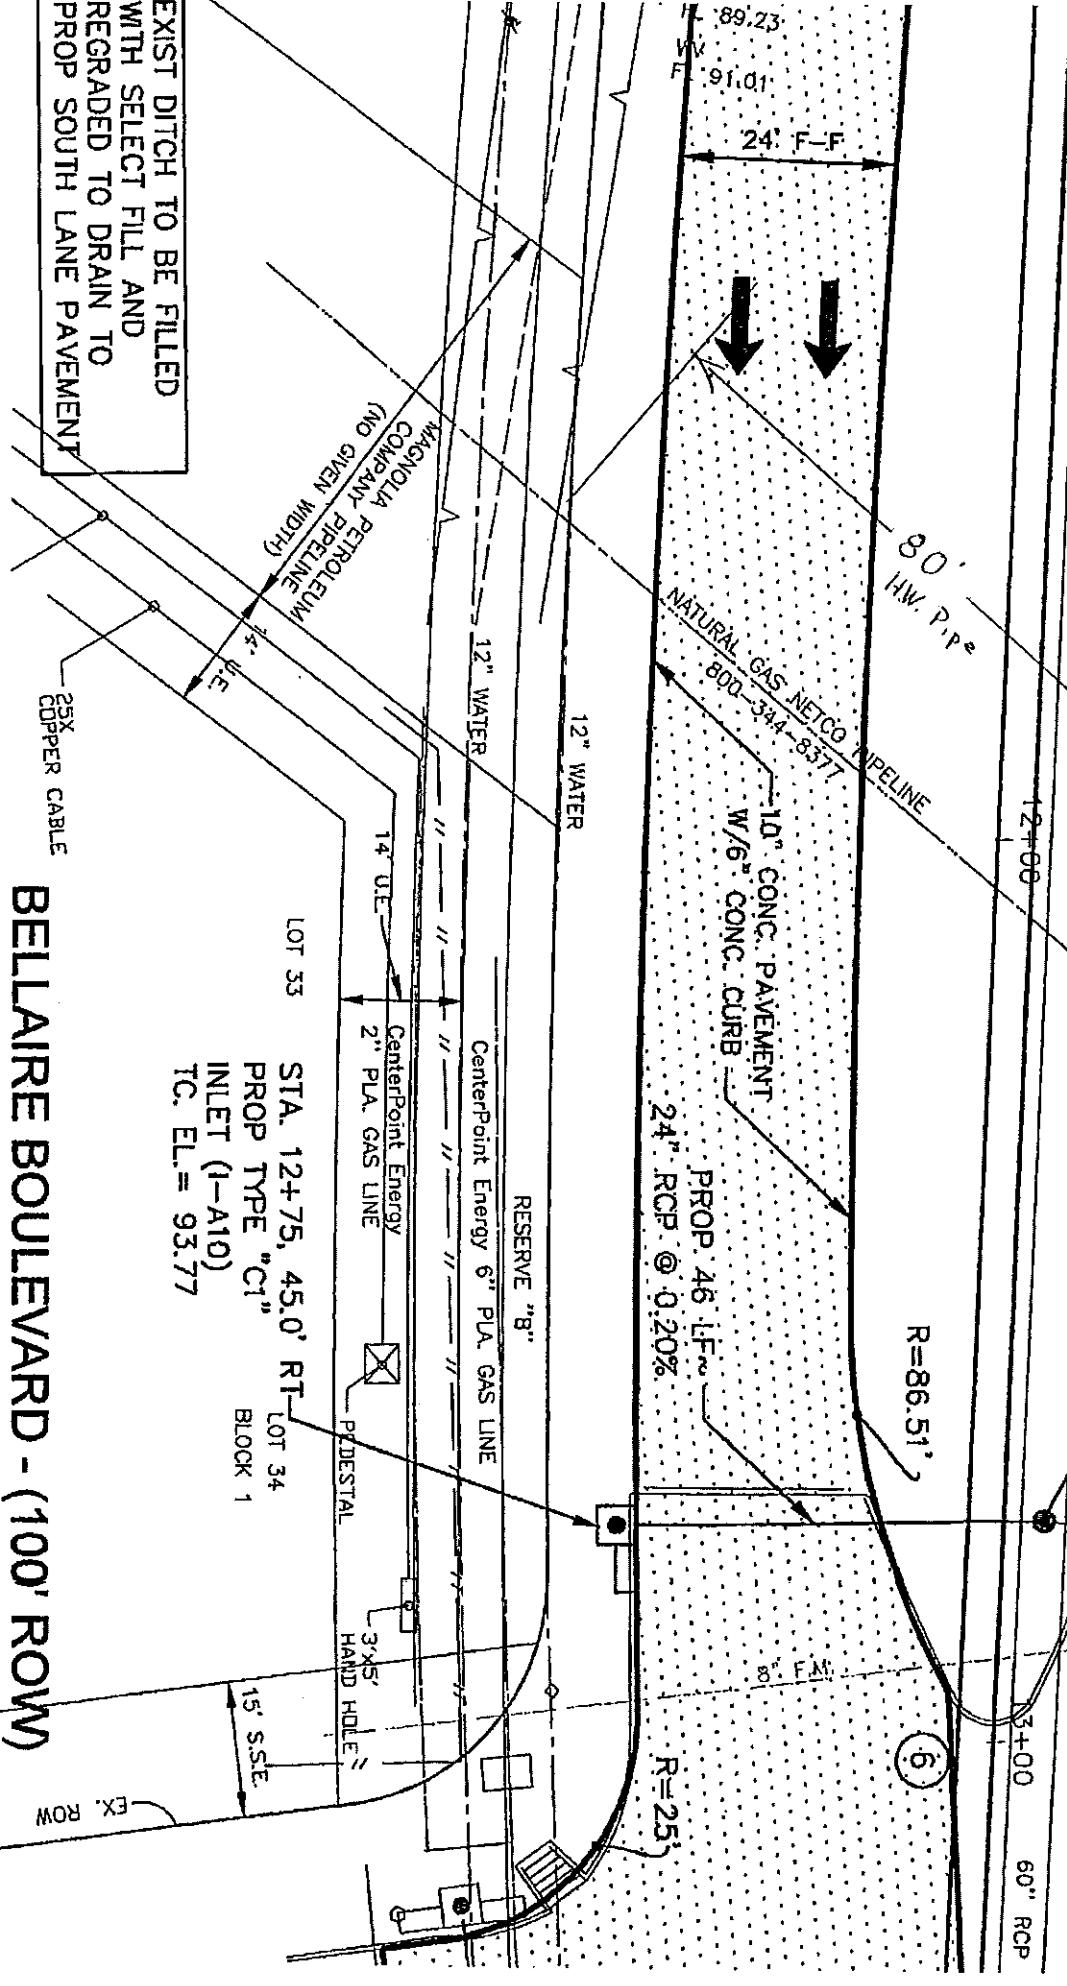 EXIST DITCH TO BE FILLED
WITH SELECT FILL AND
REGRADED TO DRAIN TO
PROP SOUTH LANE PAVEMENT
89.23
WV
F 91.01
24' F-F
80'
HW. Pipe
MAGNOLIA PETROLEUM
COMPANY PIPELINE
(NO GIVEN WIDTH)
14' U.E.
25X
COPPER CABLE
NATURAL GAS NETCO PIPELINE
800-344-8377
12" WATER
12" WATER
12+00
10" CONC. PAVEMENT
W/6" CONC. CURB
14' U.E.
LOT 33
CenterPoint Energy
2" PLA. GAS LINE
CenterPoint Energy 6" PLA. GAS LINE
RESERVE "B"
PROP 46 LF~
24" RCP @ 0.20%
R=86.51'
STA. 12+75, 45.0' RT
PROP TYPE "C1"
INLET (I-A10)
TC. EL.= 93.77
LOT 34
BLOCK 1
PEDESTAL
3'x5'
HAND HOLE
8" F.M.
15' S.S.E.
EX. ROW
R=25'
6
13+00
60" RCP
BELLAIRE BOULEVARD - (100' ROW)